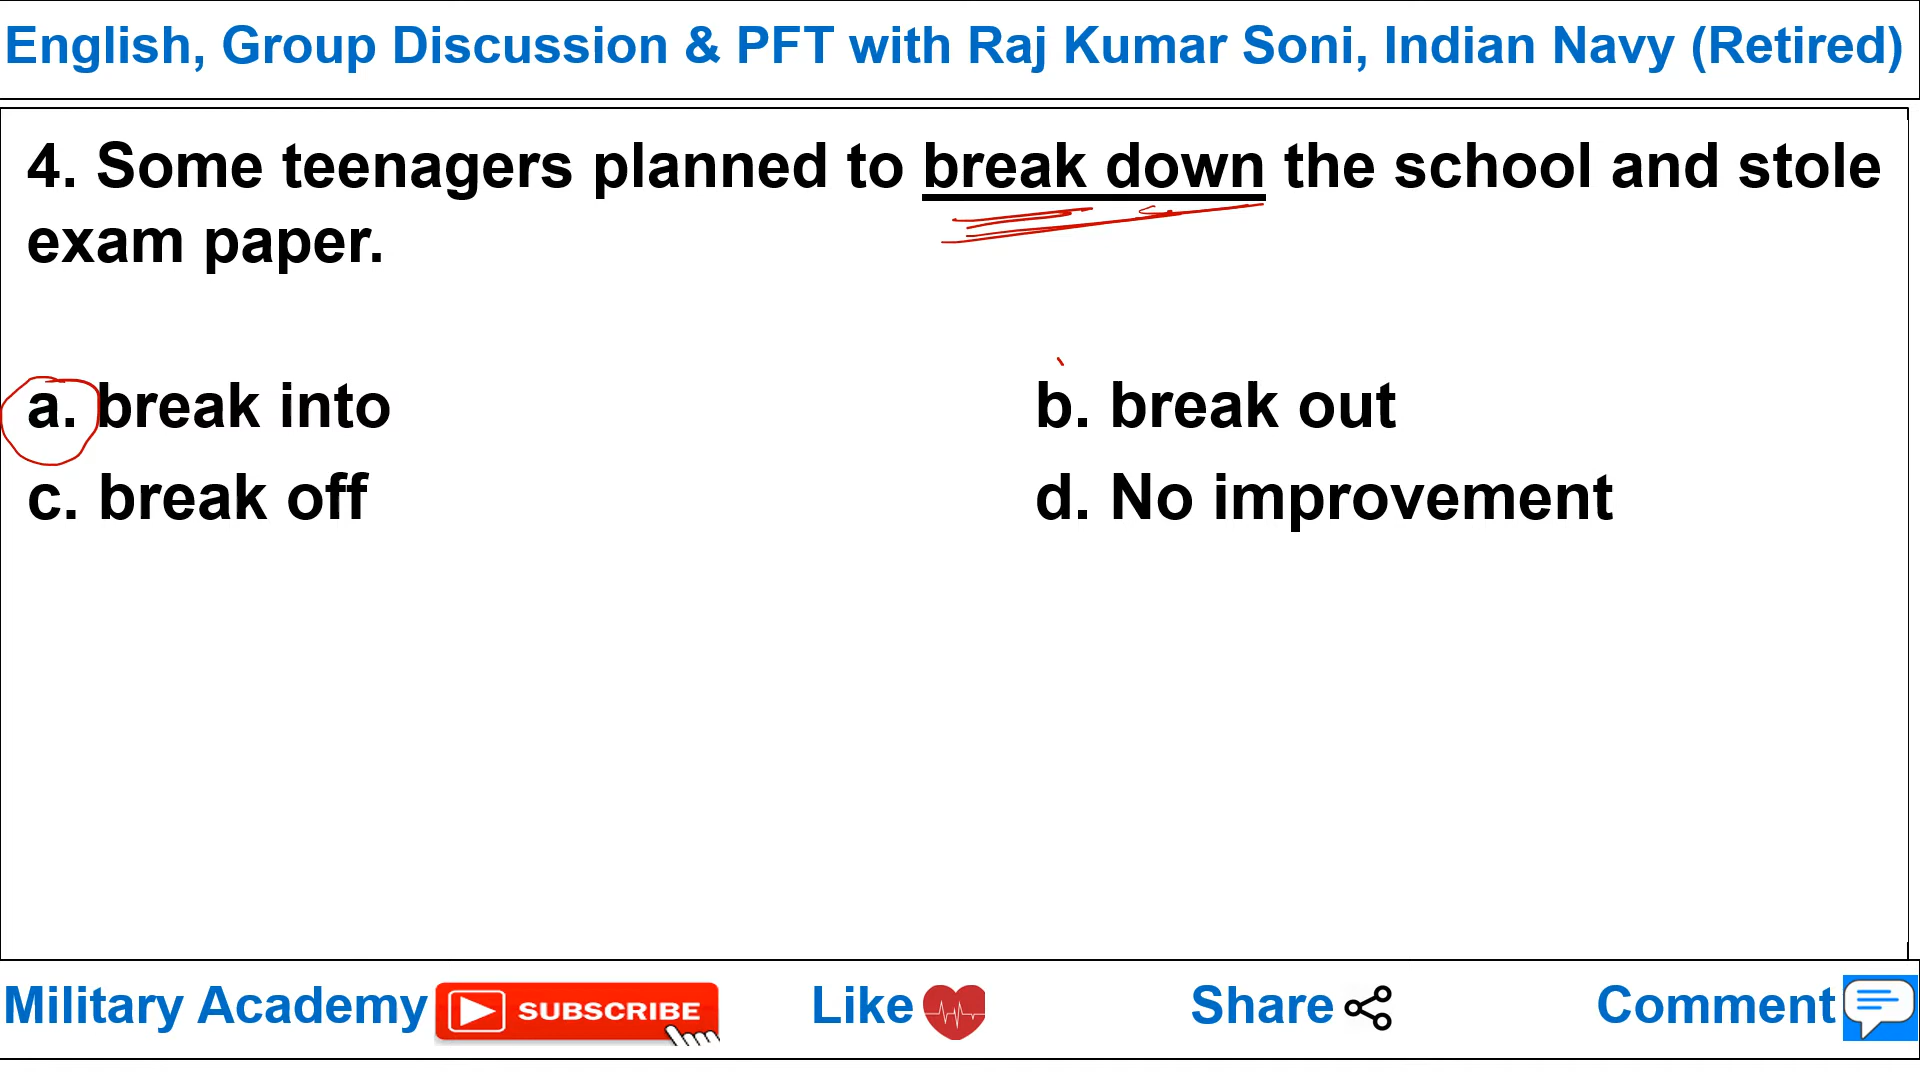 English, Group Discussion & PFT with Raj Kumar Soni, Indian Navy (Retired)
4. Some teenagers planned to break down the school and stole
exam paper.
a. break into b. break out
c. break off d. No improvement
Military Academy SUBSCRIBE Like Share Comment